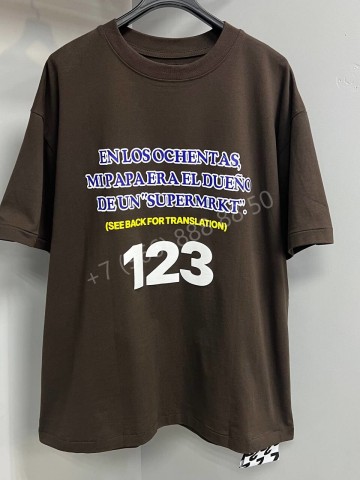 EN LOS OCHENTAS,
MI PAPA ERA EL DUEÑO
DE UN "SUPERMRKT".
(SEE BACK FOR TRANSLATION)
123